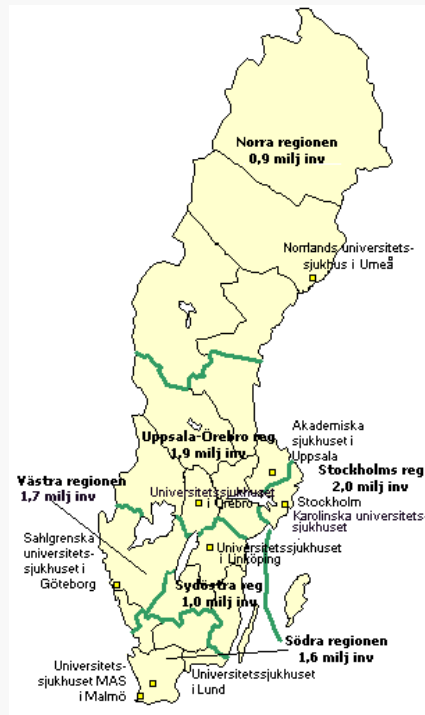 Norra regionen
0,9 milj inv
Norrlands universitets-
sjukhus i Umeå
Akademiska
sjukhuset i
Uppsala
Uppsala-Örebro reg
1,9 milj inv
Stockholms reg
2,0 milj inv
Västra regionen
1,7 milj inv
Universitetssjukhuset
i Örebro
Stockholm
Karolinska universitets-
sjukhuset
Sahlgrenska
universitets-
sjukhuset i
Göteborg
Universitetssjukhuset
i Linköping
Sydöstra reg
1,0 milj inv
Södra regionen
1,6 milj inv
Universitets-
sjukhuset MAS
i Malmö
Universitetssjukhuset
i Lund